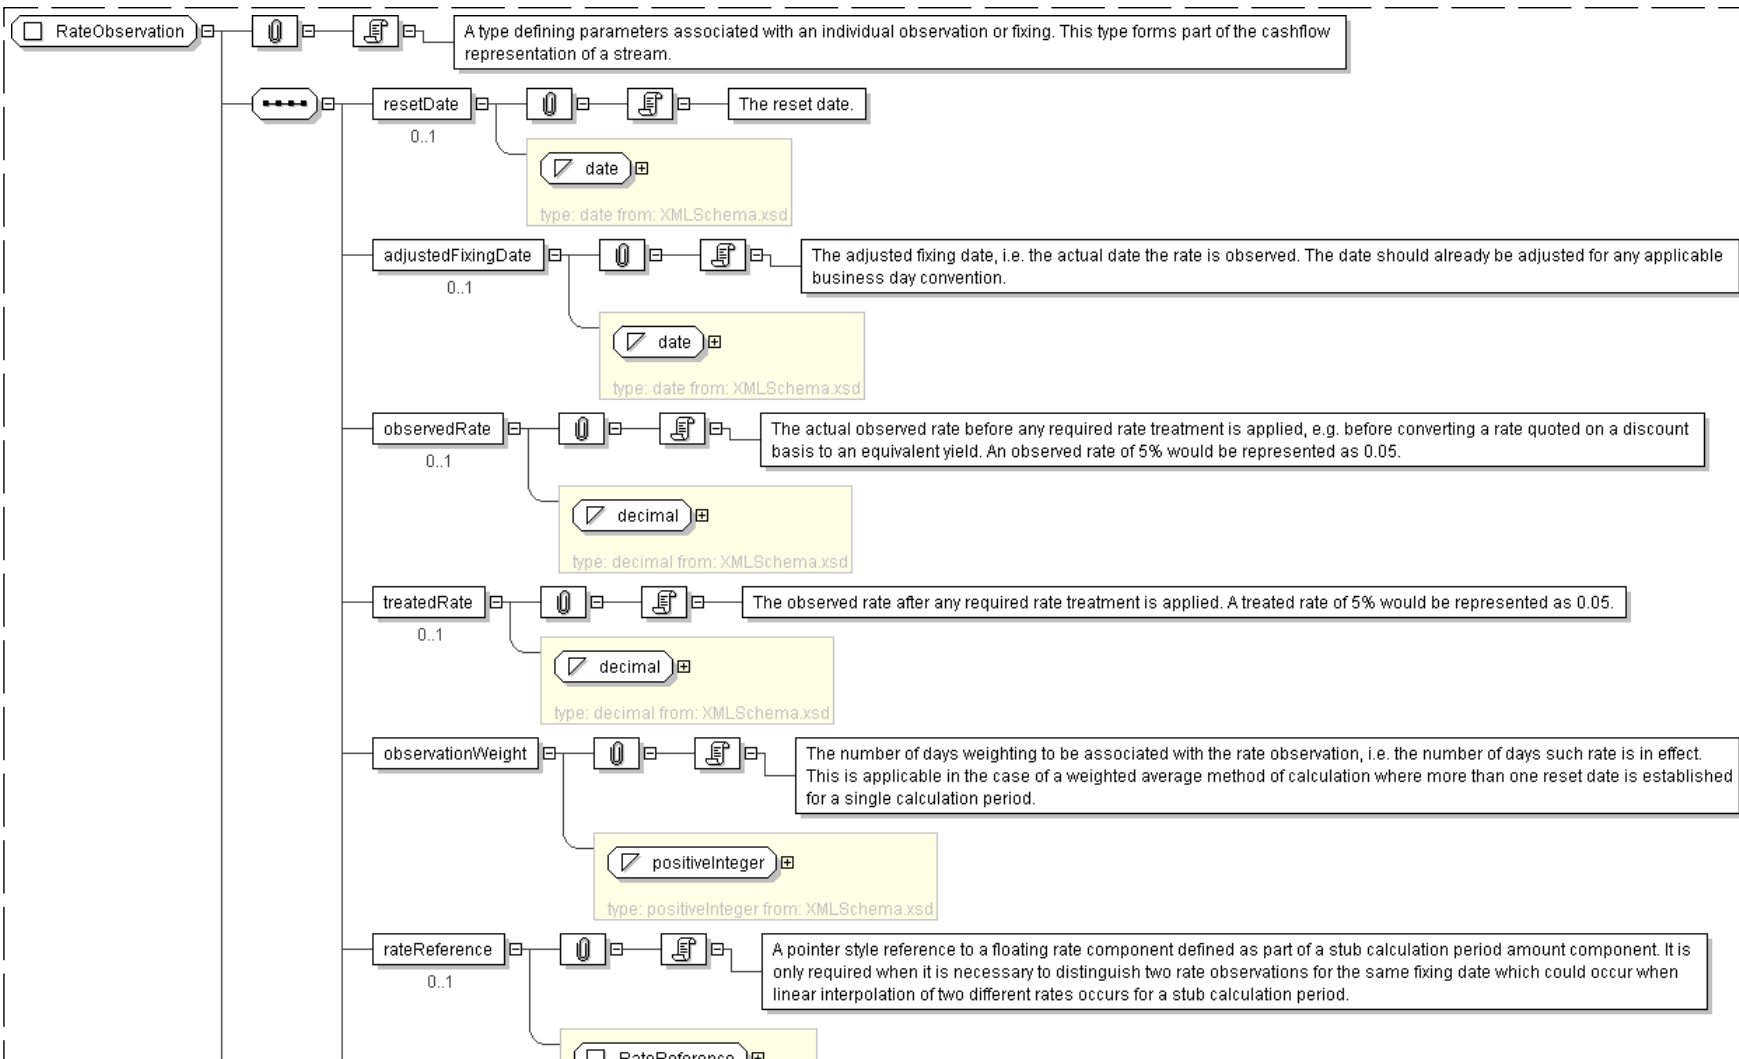 RateObservation
A type defining parameters associated with an individual observation or fixing. This type forms part of the cashflow
representation of a stream.
resetDate
The reset date.
0..1
date
type: date from: XMLSchema.xsd
adjustedFixingDate
The adjusted fixing date, i.e. the actual date the rate is observed. The date should already be adjusted for any applicable
business day convention.
0..1
date
type: date from: XMLSchema.xsd
observedRate
The actual observed rate before any required rate treatment is applied, e.g. before converting a rate quoted on a discount
basis to an equivalent yield. An observed rate of 5% would be represented as 0.05.
0..1
decimal
type: decimal from: XMLSchema.xsd
treatedRate
The observed rate after any required rate treatment is applied. A treated rate of 5% would be represented as 0.05.
0..1
decimal
type: decimal from: XMLSchema.xsd
observationWeight
The number of days weighting to be associated with the rate observation, i.e. the number of days such rate is in effect.
This is applicable in the case of a weighted average method of calculation where more than one reset date is established
for a single calculation period.
positiveInteger
type: positiveInteger from: XMLSchema.xsd
rateReference
A pointer style reference to a floating rate component defined as part of a stub calculation period amount component. It is
only required when it is necessary to distinguish two rate observations for the same fixing date which could occur when
linear interpolation of two different rates occurs for a stub calculation period.
0..1
RateReference